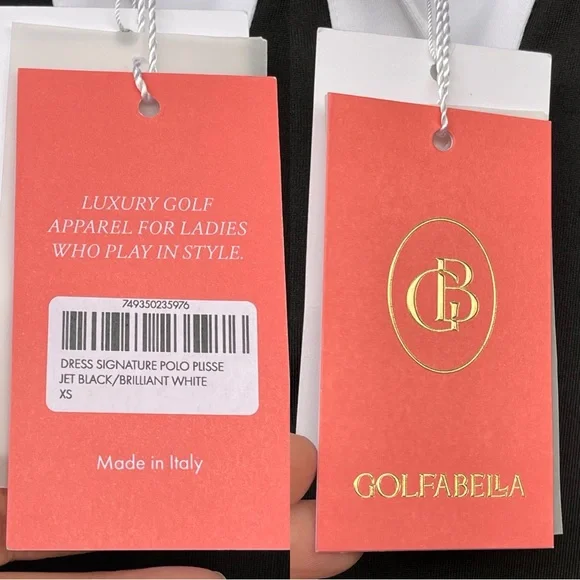 LUXURY GOLF
APPAREL FOR LADIES
WHO PLAY IN STYLE.
749350235976
DRESS SIGNATURE POLO PLISSE
JET BLACK/BRILLIANT WHITE
XS
Made in Italy
GB
GOLFABELLA